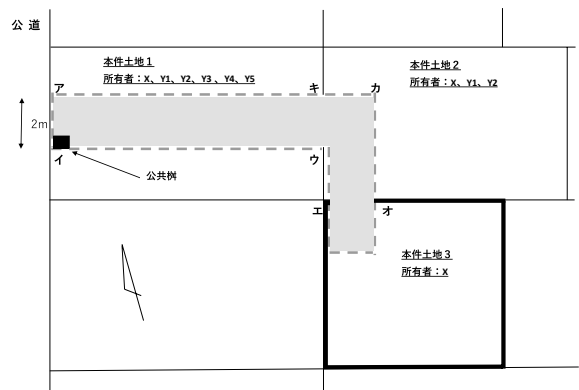 公 道
本件土地１
所有者：X、Y1、Y2、Y3 、Y4、Y5
本件土地２
所有者：X、Y1、Y2
ア
キ
カ
2m
イ
ウ
公共桝
エ
オ
本件土地３
所有者：X